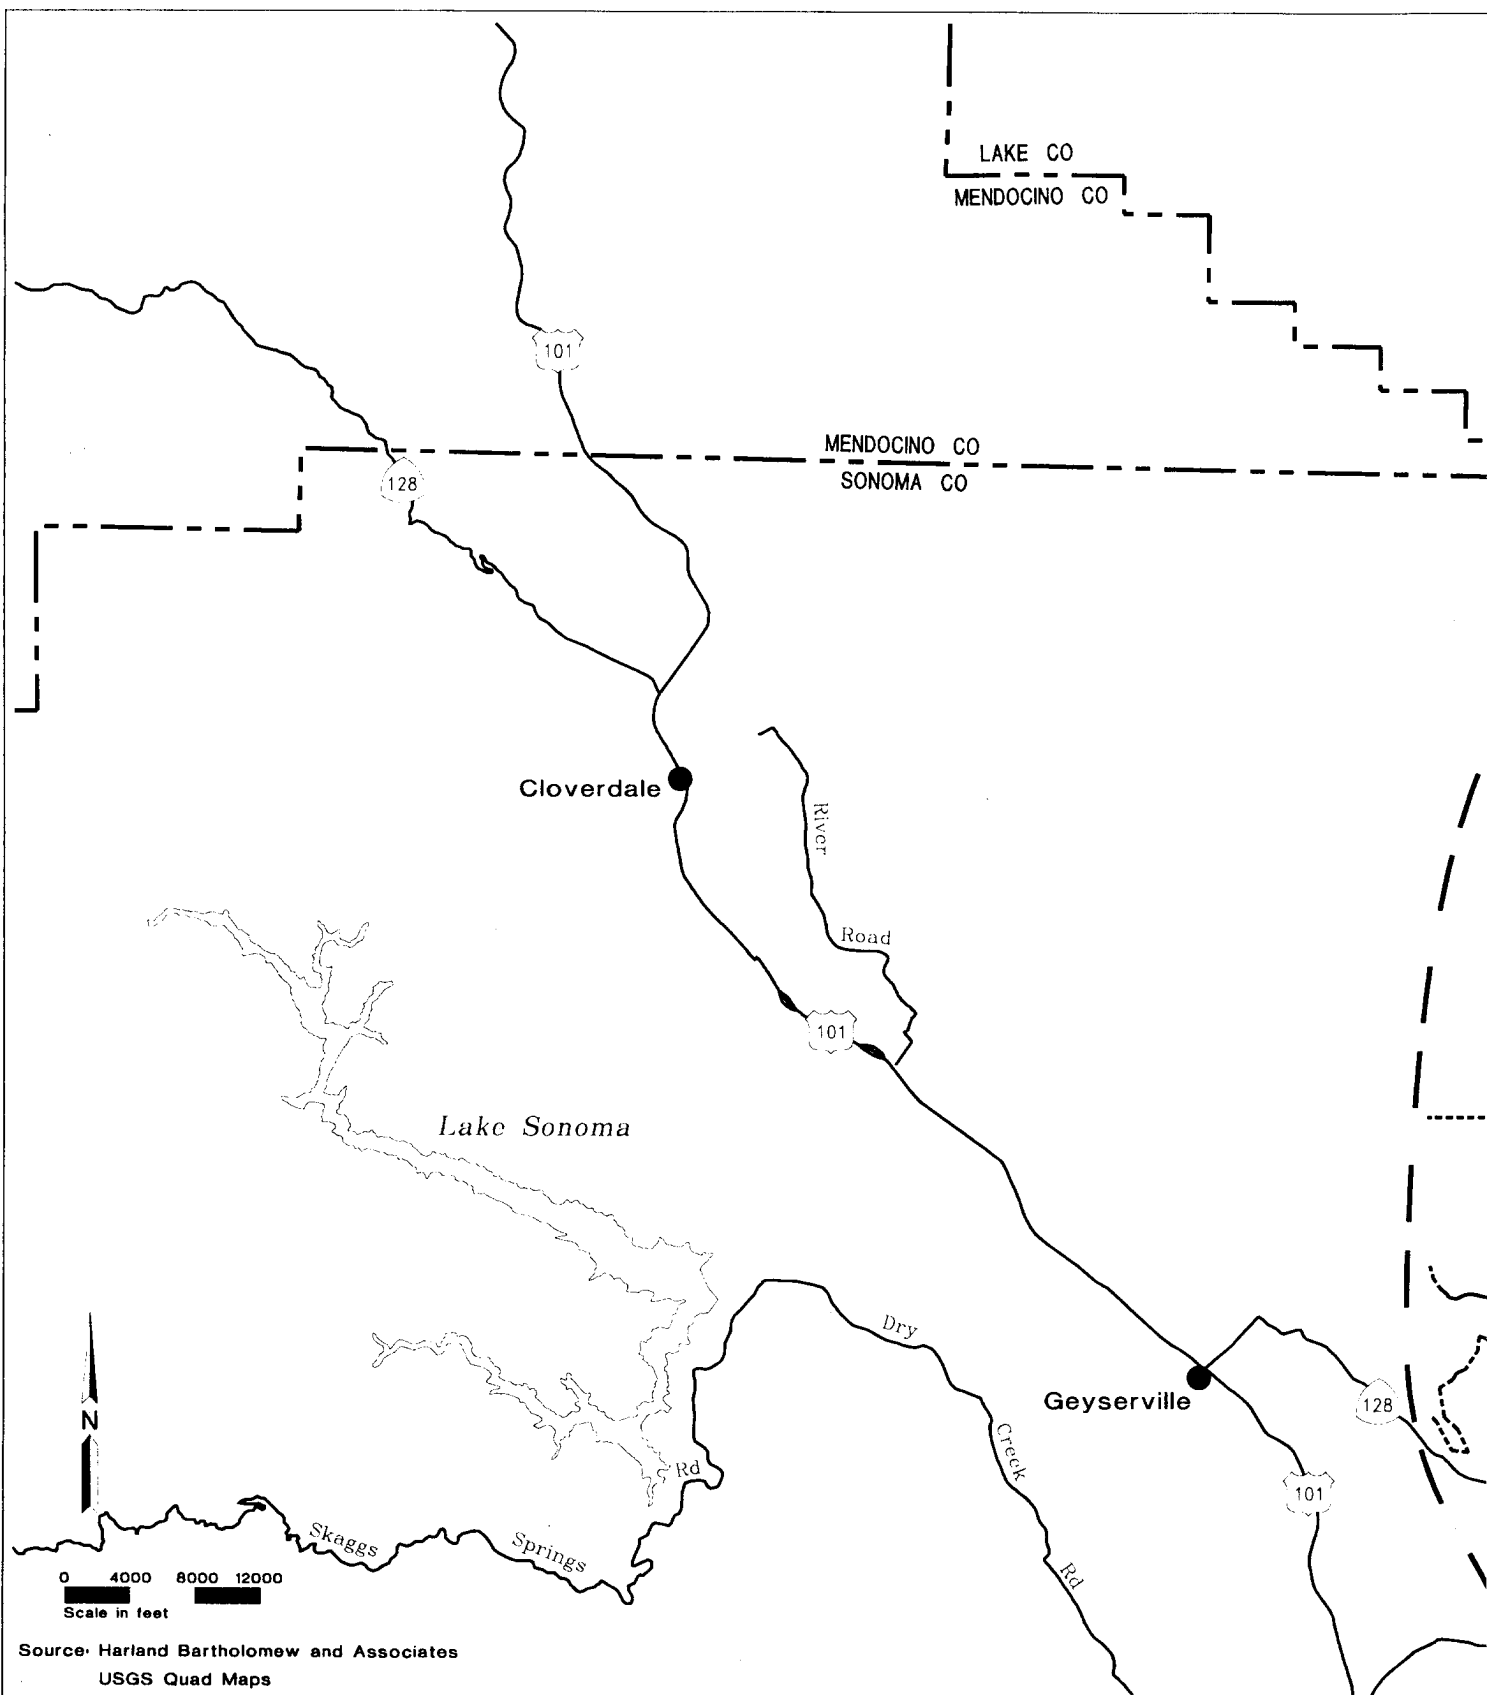 LAKE CO
MENDOCINO CO
101
MENDOCINO CO
SONOMA CO
128
Cloverdale
River
Road
101
Lake Sonoma
Dry
Creek
Rd
Geyserville
128
101
N
Rd
Skaggs
Springs
0 4000 8000 12000
Scale in feet
Source: Harland Bartholomew and Associates
USGS Quad Maps